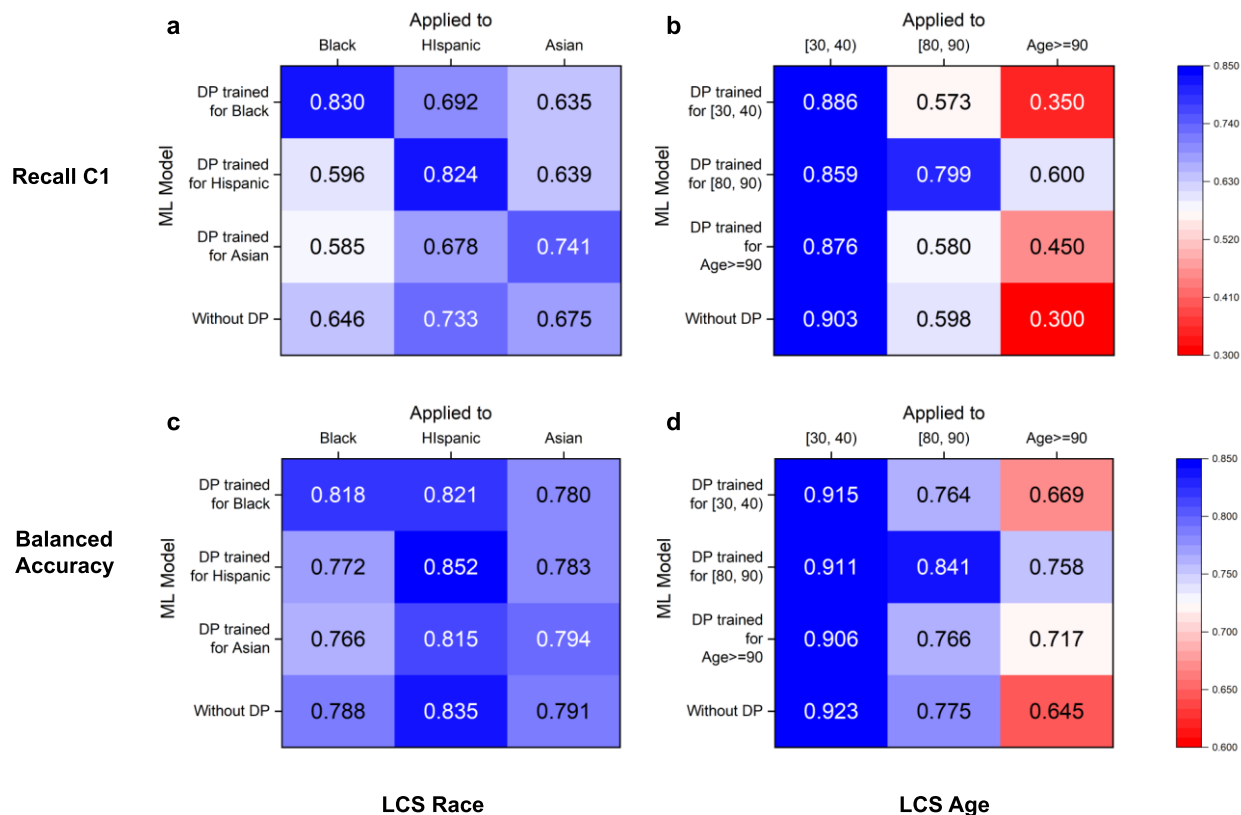 a
Applied to
Black HIspanic Asian
Recall C1
ML Model
DP trained
for Black
0.830 0.692 0.635
DP trained
for Hispanic
0.596 0.824 0.639
DP trained
for Asian
0.585 0.678 0.741
Without DP
0.646 0.733 0.675
b
Applied to
[30, 40) [80, 90) Age>=90
ML Model
DP trained
for [30, 40)
0.886 0.573 0.350
DP trained
for [80, 90)
0.859 0.799 0.600
DP trained
for
Age>=90
0.876 0.580 0.450
Without DP
0.903 0.598 0.300
0.850
0.740
0.630
0.520
0.410
0.300
c
Applied to
Black HIspanic Asian
Balanced
Accuracy
ML Model
DP trained
for Black
0.818 0.821 0.780
DP trained
for Hispanic
0.772 0.852 0.783
DP trained
for Asian
0.766 0.815 0.794
Without DP
0.788 0.835 0.791
d
Applied to
[30, 40) [80, 90) Age>=90
ML Model
DP trained
for [30, 40)
0.915 0.764 0.669
DP trained
for [80, 90)
0.911 0.841 0.758
DP trained
for
Age>=90
0.906 0.766 0.717
Without DP
0.923 0.775 0.645
0.850
0.800
0.750
0.700
0.650
0.600
LCS Race
LCS Age